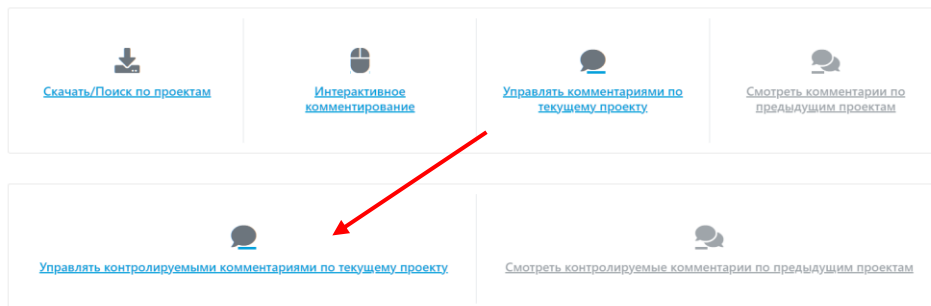 Скачать/Поиск по проектам
Интерактивное
комментирование
Управлять комментариями по
текущему проекту
Смотреть комментарии по
предыдущим проектам
Управлять контролируемыми комментариями по текущему проекту
Смотреть контролируемые комментарии по предыдущим проектам